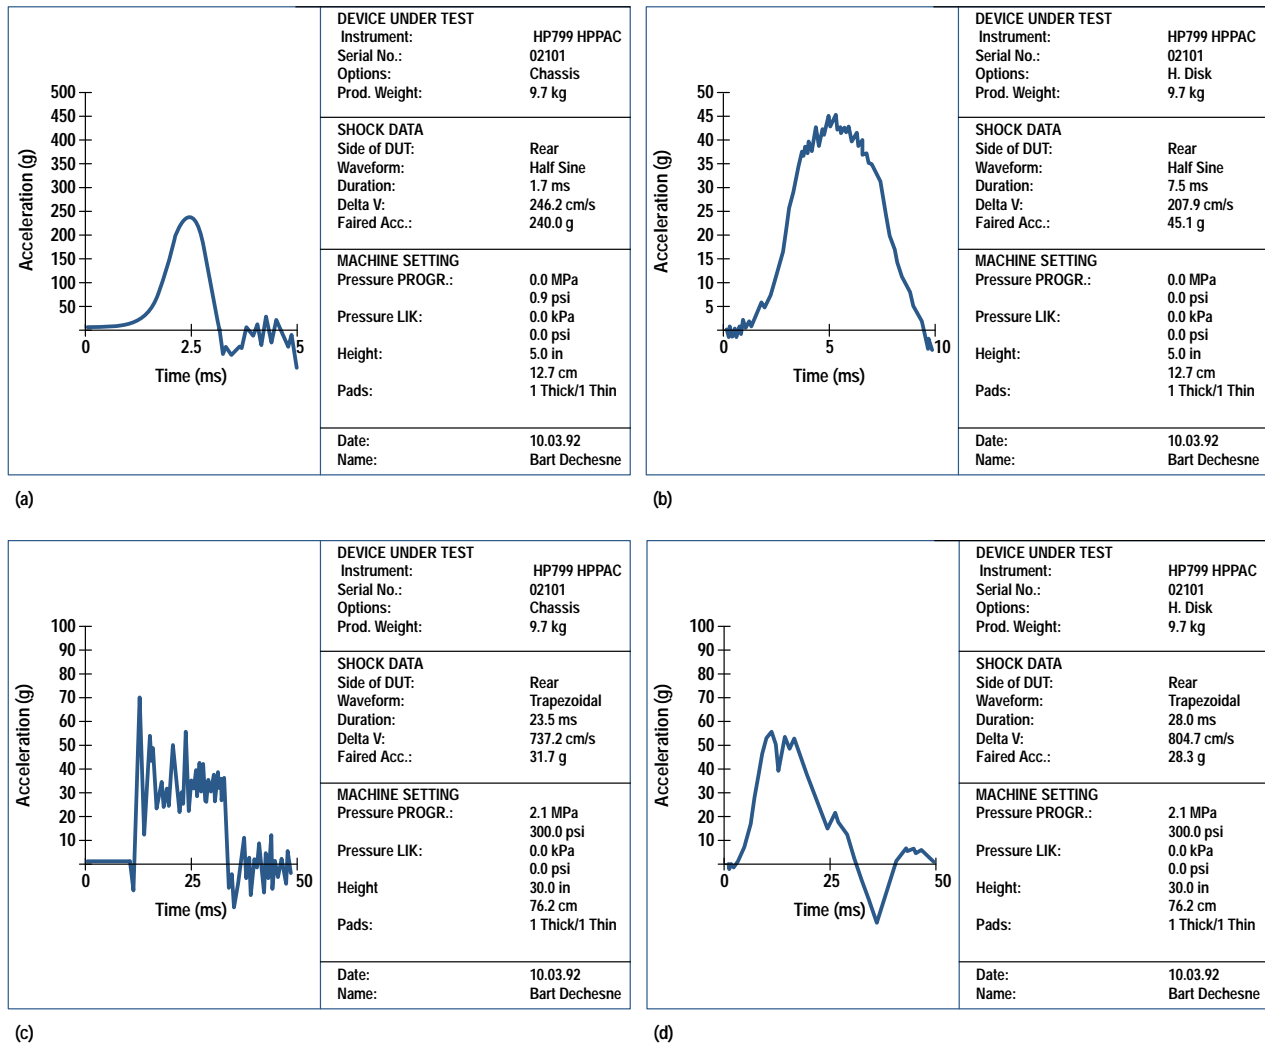 DEVICE UNDER TEST
Instrument: HP799 HPPAC
Serial No.: 02101
Options: Chassis
Prod. Weight: 9.7 kg
SHOCK DATA
Side of DUT: Rear
Waveform: Half Sine
Duration: 1.7 ms
Delta V: 246.2 cm/s
Faired Acc.: 240.0 g
MACHINE SETTING
Pressure PROGR.: 0.0 MPa
0.9 psi
Pressure LIK: 0.0 kPa
0.0 psi
Height: 5.0 in
12.7 cm
Pads: 1 Thick/1 Thin
Date: 10.03.92
Name: Bart Dechesne
500
450
400
350
300
250
200
150
100
50
Acceleration (g)
0 2.5 5
Time (ms)
(a)
DEVICE UNDER TEST
Instrument: HP799 HPPAC
Serial No.: 02101
Options: H. Disk
Prod. Weight: 9.7 kg
SHOCK DATA
Side of DUT: Rear
Waveform: Half Sine
Duration: 7.5 ms
Delta V: 207.9 cm/s
Faired Acc.: 45.1 g
MACHINE SETTING
Pressure PROGR.: 0.0 MPa
0.0 psi
Pressure LIK: 0.0 kPa
0.0 psi
Height: 5.0 in
12.7 cm
Pads: 1 Thick/1 Thin
Date: 10.03.92
Name: Bart Dechesne
50
45
40
35
30
25
20
15
10
5
Acceleration (g)
0 5 10
Time (ms)
(b)
DEVICE UNDER TEST
Instrument: HP799 HPPAC
Serial No.: 02101
Options: Chassis
Prod. Weight: 9.7 kg
SHOCK DATA
Side of DUT: Rear
Waveform: Trapezoidal
Duration: 23.5 ms
Delta V: 737.2 cm/s
Faired Acc.: 31.7 g
MACHINE SETTING
Pressure PROGR.: 2.1 MPa
300.0 psi
Pressure LIK: 0.0 kPa
0.0 psi
Height 30.0 in
76.2 cm
Pads: 1 Thick/1 Thin
Date: 10.03.92
Name: Bart Dechesne
100
90
80
70
60
50
40
30
20
10
Acceleration (g)
0 25 50
Time (ms)
(c)
DEVICE UNDER TEST
Instrument: HP799 HPPAC
Serial No.: 02101
Options: H. Disk
Prod. Weight: 9.7 kg
SHOCK DATA
Side of DUT: Rear
Waveform: Trapezoidal
Duration: 28.0 ms
Delta V: 804.7 cm/s
Faired Acc.: 28.3 g
MACHINE SETTING
Pressure PROGR.: 2.1 MPa
300.0 psi
Pressure LIK: 0.0 kPa
0.0 psi
Height: 30.0 in
76.2 cm
Pads: 1 Thick/1 Thin
Date: 10.03.92
Name: Bart Dechesne
100
90
80
70
60
50
40
30
20
10
Acceleration (g)
0 25 50
Time (ms)
(d)